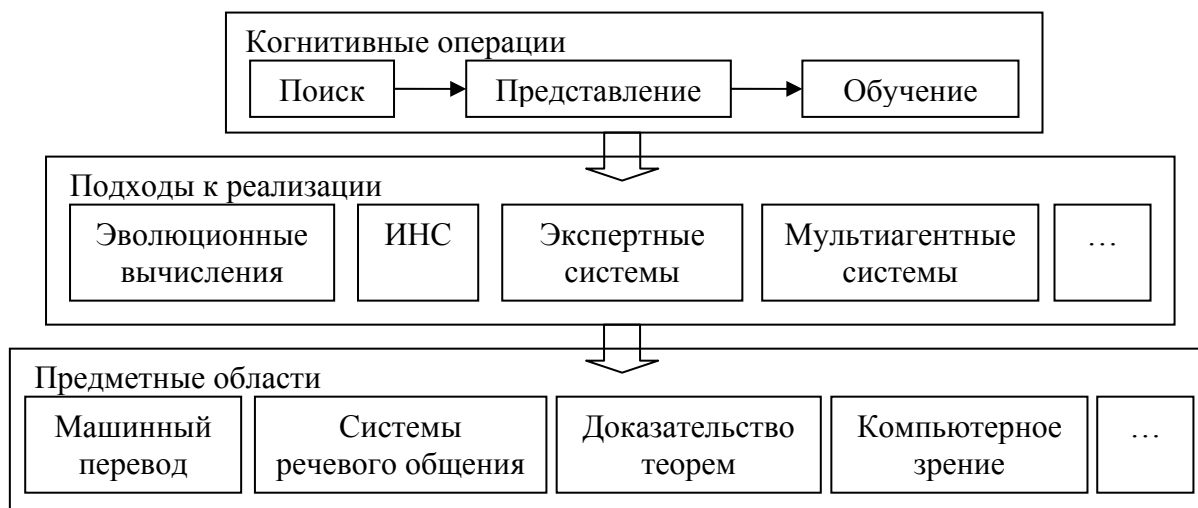 Когнитивные операции
Поиск
Представление
Обучение
Подходы к реализации
Эволюционные
вычисления
ИНС
Экспертные
системы
Мультиагентные
системы
…
Предметные области
Машинный
перевод
Системы
речевого общения
Доказательство
теорем
Компьютерное
зрение
…